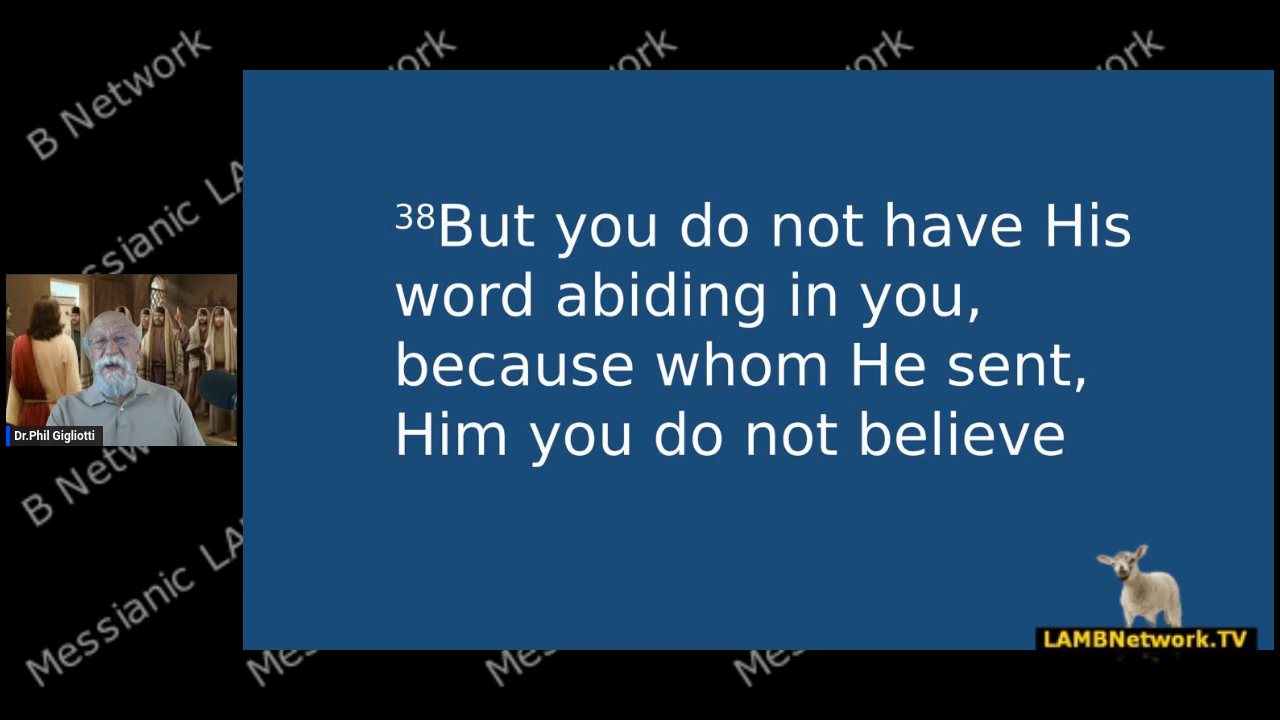 B Network
Messianic LA
³⁸But you do not have His
word abiding in you,
because whom He sent,
Him you do not believe
Dr.Phil Gigliotti
B Netw
Messianic LA
LAMBNetwork.TV